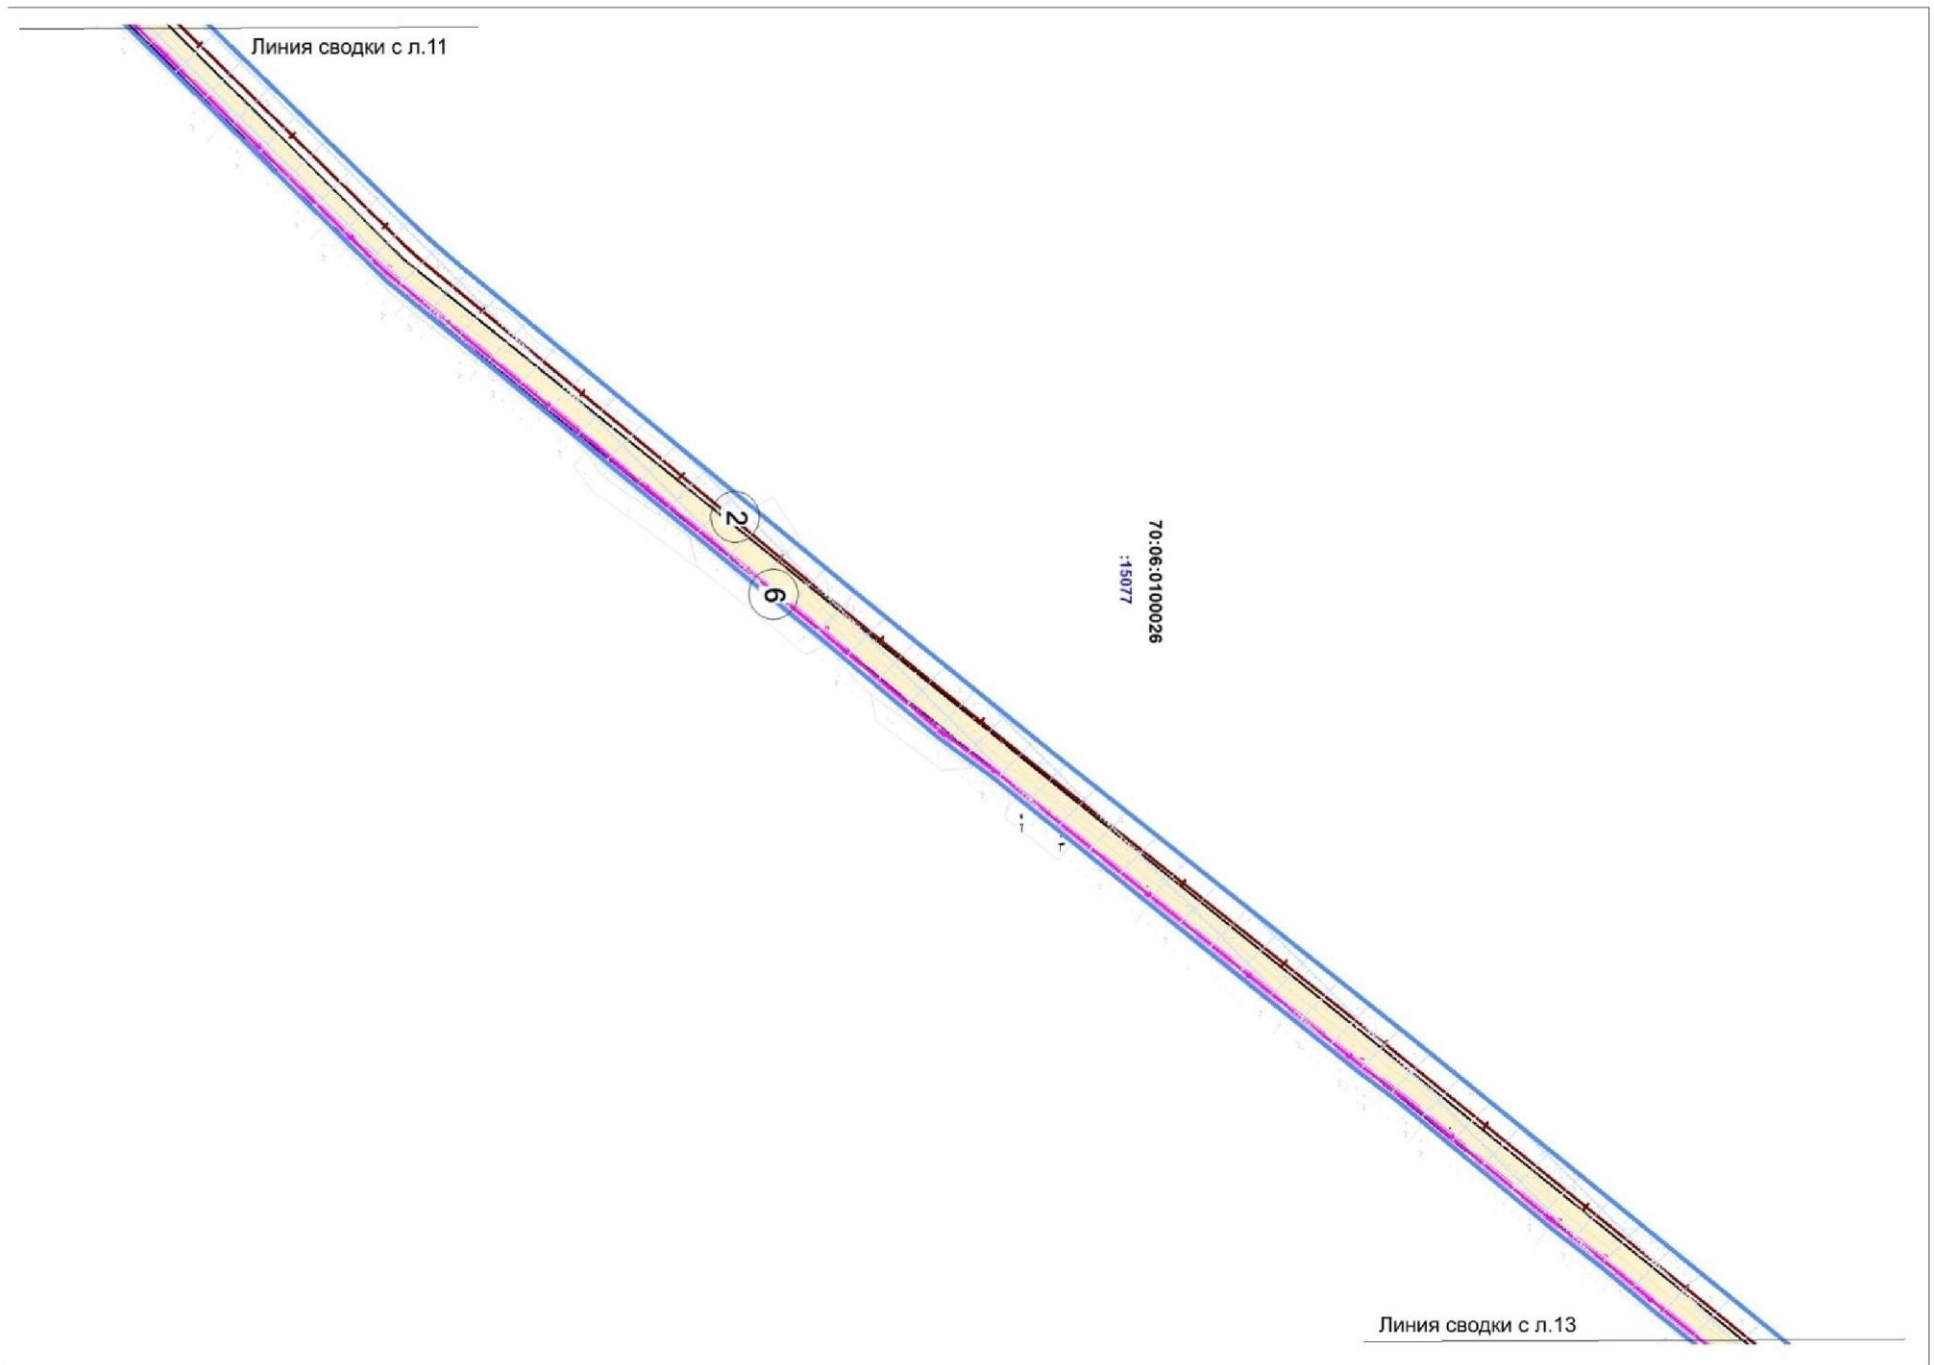 Линия сводки с л.11
2
6
70:06:0100026
:15077
Линия сводки с л.13